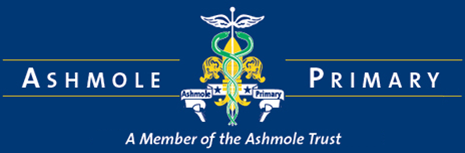 ASHMOLE PRIMARY
Ashmole Primary
A Member of the Ashmole Trust